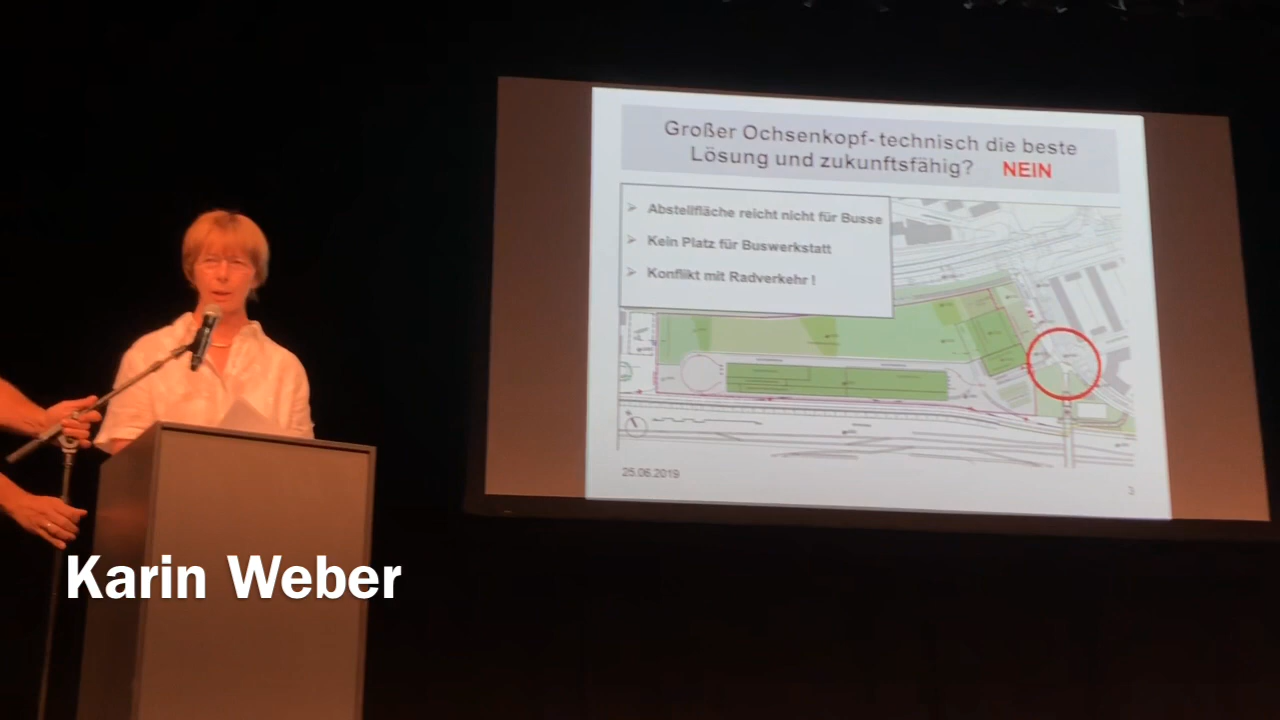 Großer Ochsenkopf- technisch die beste
Lösung und zukunftsfähig? NEIN
➢ Abstellfläche reicht nicht für Busse
➢ Kein Platz für Buswerkstatt
➢ Konflikt mit Radverkehr !
25.06.2019
3
Karin Weber